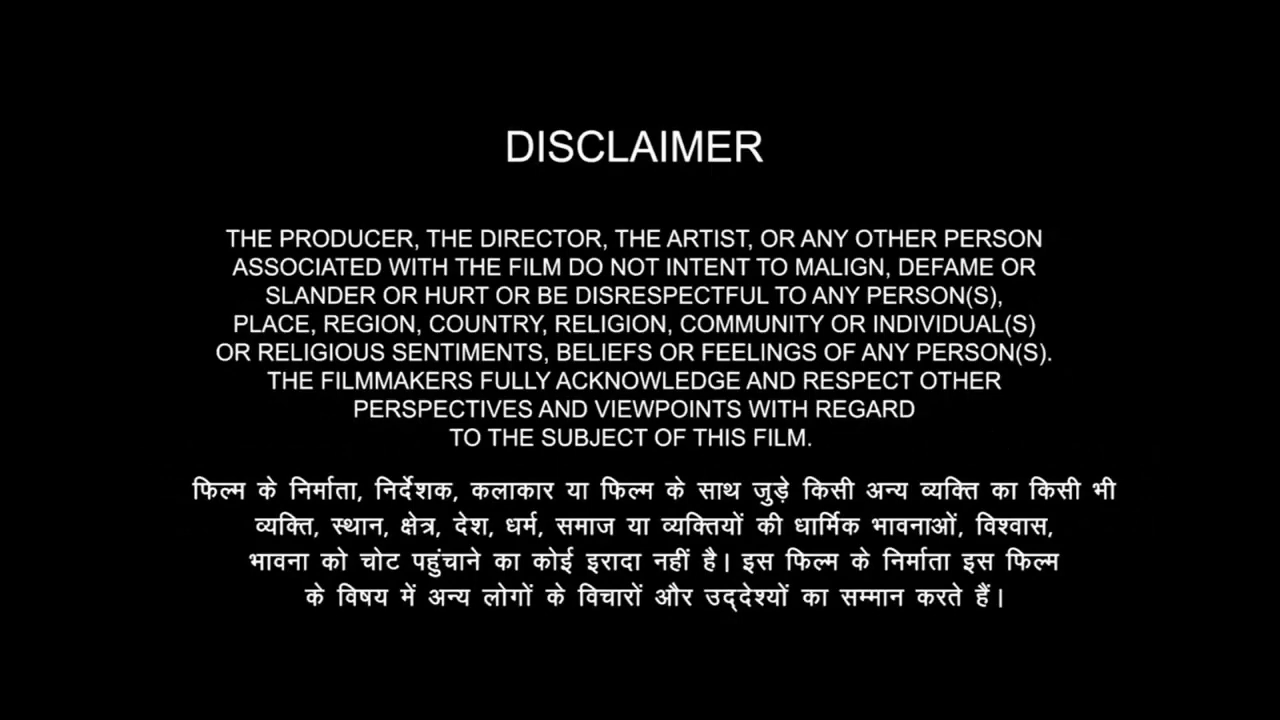 DISCLAIMER
THE PRODUCER, THE DIRECTOR, THE ARTIST, OR ANY OTHER PERSON
ASSOCIATED WITH THE FILM DO NOT INTENT TO MALIGN, DEFAME OR
SLANDER OR HURT OR BE DISRESPECTFUL TO ANY PERSON(S),
PLACE, REGION, COUNTRY, RELIGION, COMMUNITY OR INDIVIDUAL(S)
OR RELIGIOUS SENTIMENTS, BELIEFS OR FEELINGS OF ANY PERSON(S).
THE FILMMAKERS FULLY ACKNOWLEDGE AND RESPECT OTHER
PERSPECTIVES AND VIEWPOINTS WITH REGARD
TO THE SUBJECT OF THIS FILM.
फिल्म के निर्माता, निर्देशक, कलाकार या फिल्म के साथ जुड़े किसी अन्य व्यक्ति का किसी भी
व्यक्ति, स्थान, क्षेत्र, देश, धर्म, समाज या व्यक्तियों की धार्मिक भावनाओं, विश्वास,
भावना को चोट पहुंचाने का कोई इरादा नहीं है। इस फिल्म के निर्माता इस फिल्म
के विषय में अन्य लोगों के विचारों और उद्देश्यों का सम्मान करते हैं।